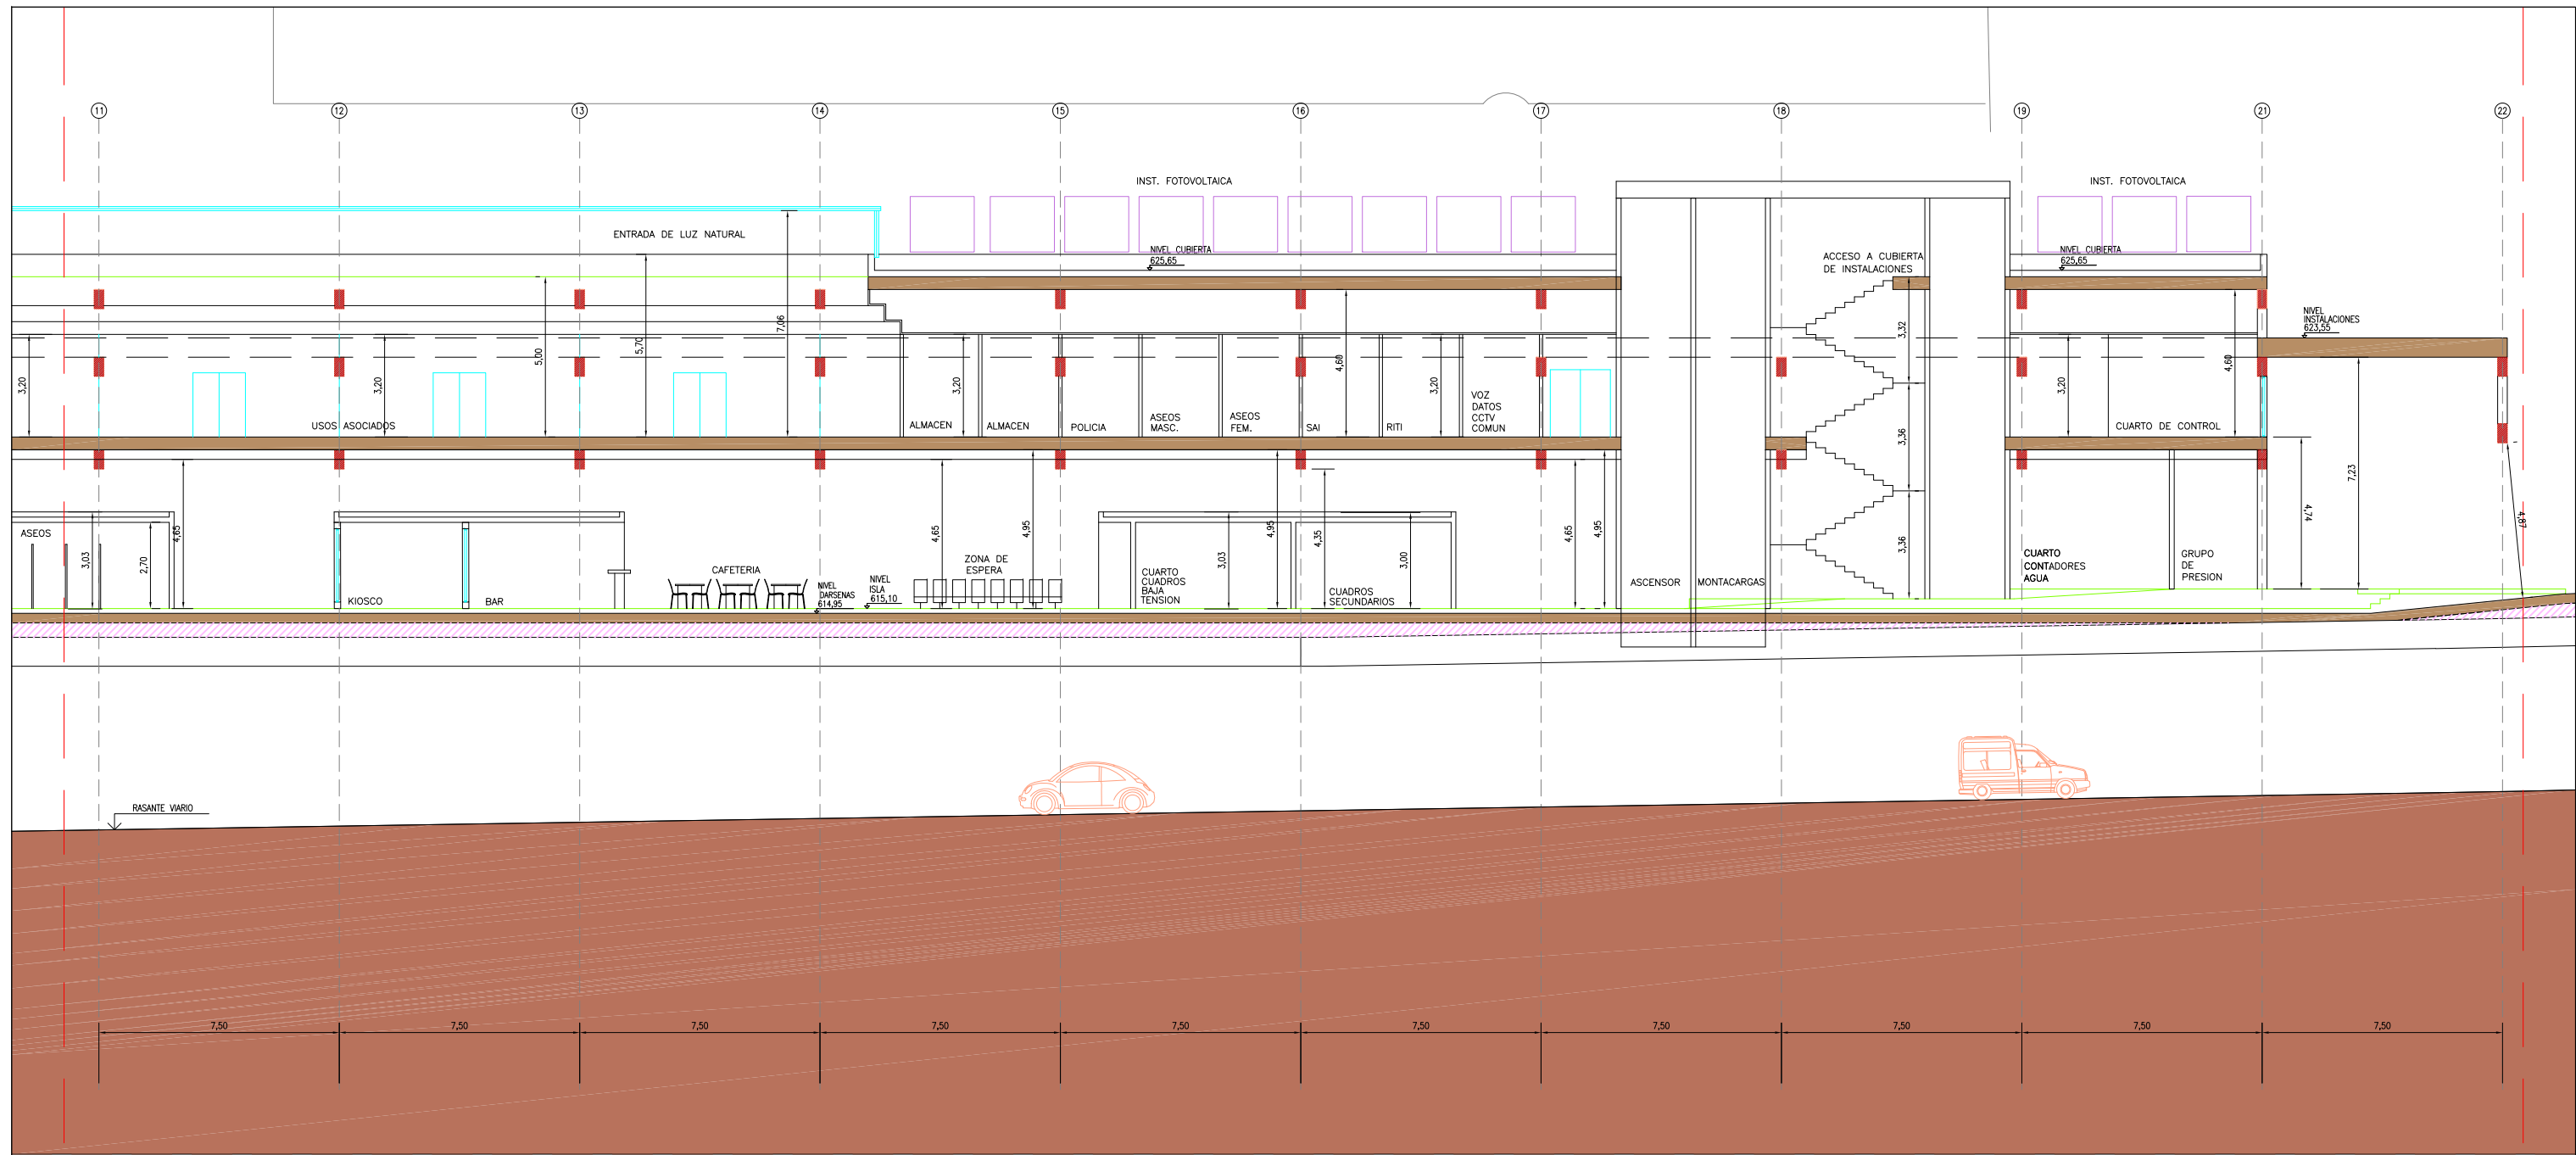 11 12 13 14 15 16 17 18 19 21 22
INST. FOTOVOLTAICA
INST. FOTOVOLTAICA
ENTRADA DE LUZ NATURAL
NIVEL CUBIERTA
625,65
ACCESO A CUBIERTA
DE INSTALACIONES
NIVEL CUBIERTA
625,65
NIVEL
INSTALACIONES
623,55
3,20
3,20
5,00
5,70
7,06
3,20
4,60
3,20
3,32
3,20
4,60
USOS ASOCIADOS
ALMACEN
ALMACEN
POLICIA
ASEOS
MASC.
ASEOS
FEM.
SAI
RITI
VOZ
DATOS
CCTV
COMUN
CUARTO DE CONTROL
3,36
7,23
4,74
4,87
ASEOS
3,03
2,70
4,65
KIOSCO
BAR
CAFETERIA
NIVEL
DARSENAS
614,95
NIVEL
ISLA
615,10
4,65
ZONA DE
ESPERA
4,95
CUARTO
CUADROS
BAJA
TENSION
3,03
4,95
4,35
3,00
CUADROS
SECUNDARIOS
4,65
4,95
ASCENSOR
MONTACARGAS
3,36
CUARTO
CONTADORES
AGUA
GRUPO
DE
PRESION
RASANTE VIARIO
7,50 7,50 7,50 7,50 7,50 7,50 7,50 7,50 7,50 7,50